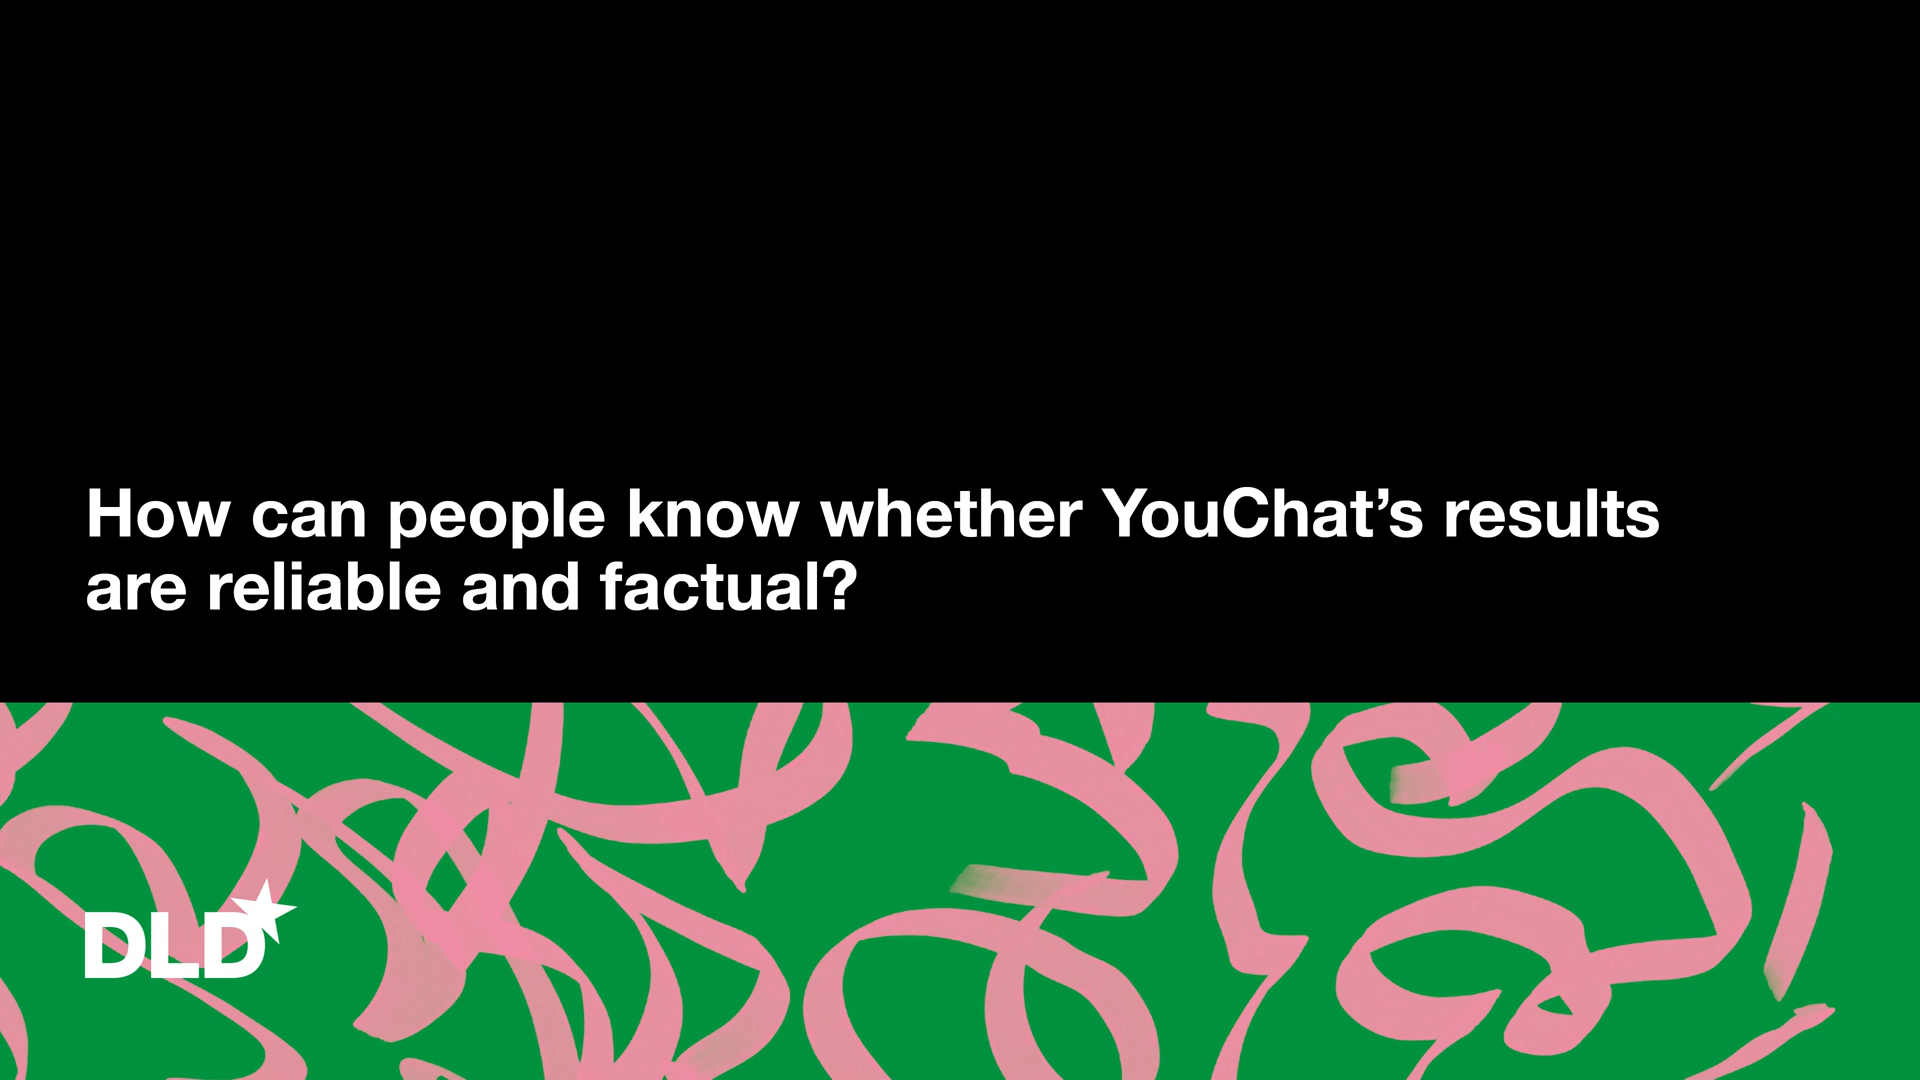 How can people know whether YouChat’s results
are reliable and factual?
DLD